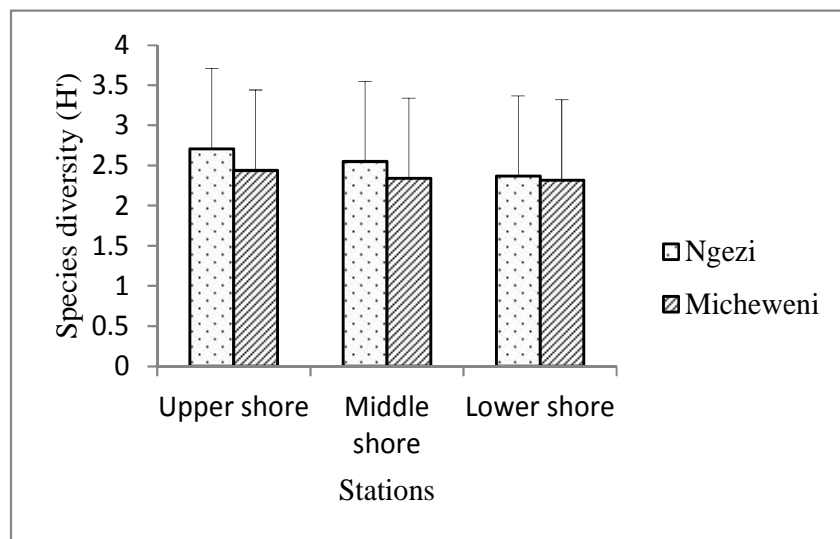 Species diversity (H')
4
3.5
3
2.5
2
1.5
1
0.5
0
Upper shore
Middle
shore
Lower shore
Stations
Ngezi
Micheweni